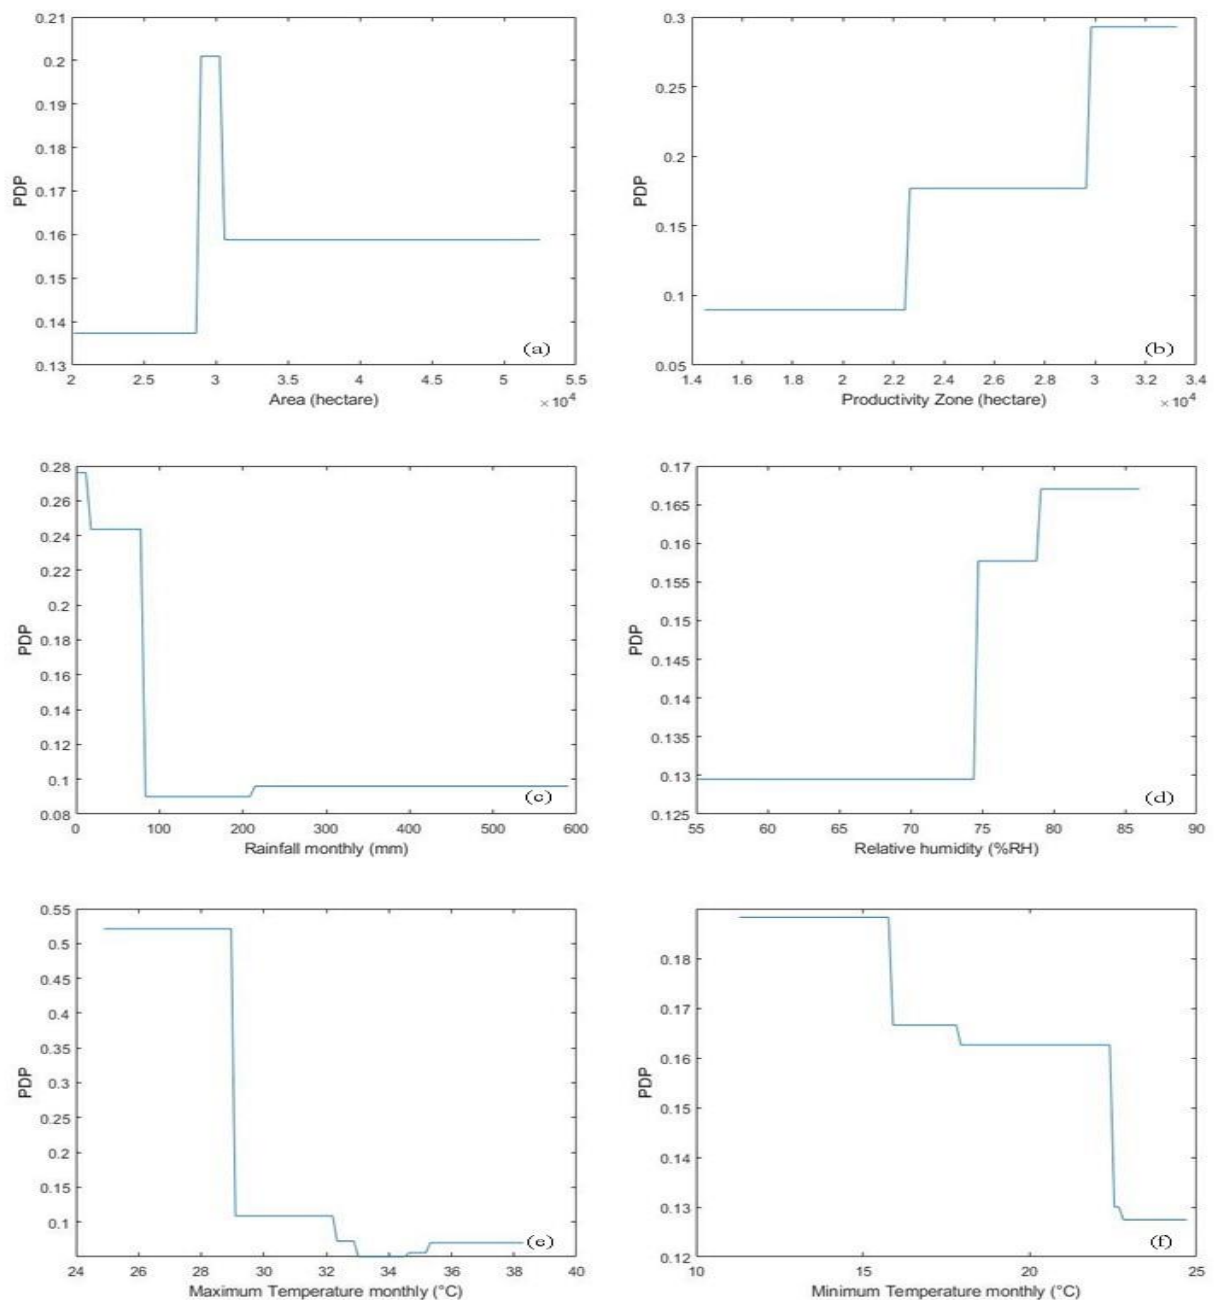 0.21
0.2
0.19
0.18
0.17
0.16
0.15
0.14
0.13
PDP
(a)
2 2.5 3 3.5 4 4.5 5 5.5
Area (hectare)
×10⁴
0.3
0.25
0.2
0.15
0.1
0.05
PDP
(b)
1.4 1.6 1.8 2 2.2 2.4 2.6 2.8 3 3.2 3.4
Productivity Zone (hectare)
×10⁴
0.28
0.26
0.24
0.22
0.2
0.18
0.16
0.14
0.12
0.1
0.08
PDP
(c)
0 100 200 300 400 500 600
Rainfall monthly (mm)
0.17
0.165
0.16
0.155
0.15
0.145
0.14
0.135
0.13
0.125
PDP
(d)
55 60 65 70 75 80 85 90
Relative humidity (%RH)
0.55
0.5
0.45
0.4
0.35
0.3
0.25
0.2
0.15
0.1
PDP
(e)
24 26 28 30 32 34 36 38 40
Maximum Temperature monthly (°C)
0.18
0.17
0.16
0.15
0.14
0.13
0.12
PDP
(f)
10 15 20 25
Minimum Temperature monthly (°C)